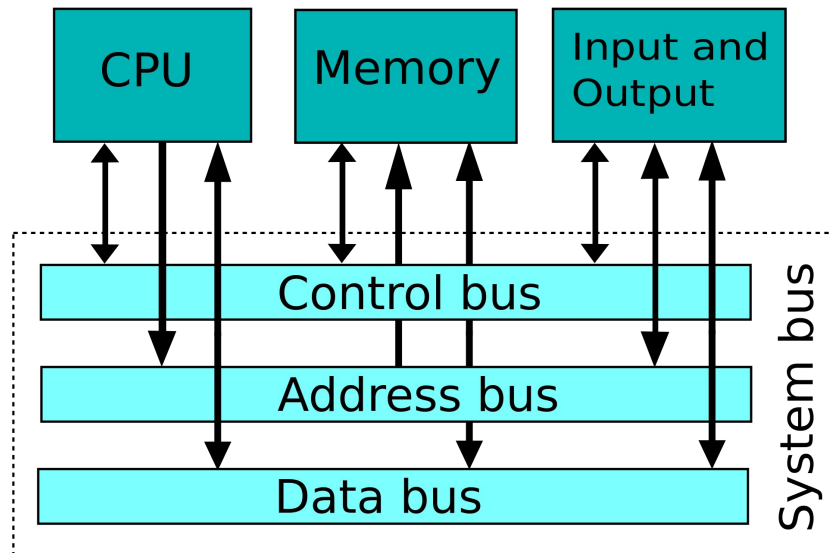 CPU
Memory
Input and
Output
Control bus
Address bus
Data bus
System bus